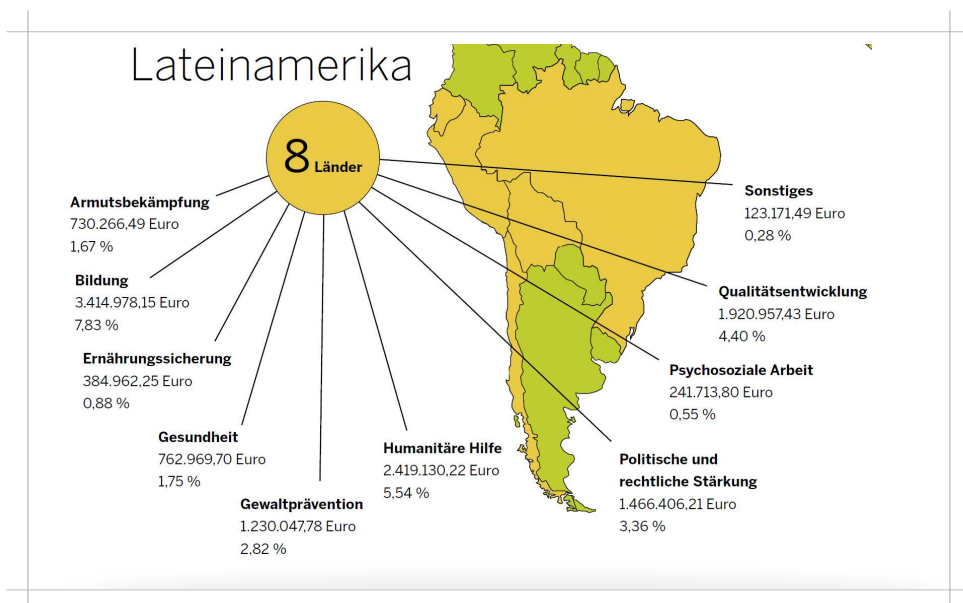 Lateinamerika
8 Länder
Armutsbekämpfung
730.266,49 Euro
1,67 %
Bildung
3.414.978,15 Euro
7,83 %
Ernährungssicherung
384.962,25 Euro
0,88 %
Gesundheit
762.969,70 Euro
1,75 %
Gewaltprävention
1.230.047,78 Euro
2,82 %
Humanitäre Hilfe
2.419.130,22 Euro
5,54 %
Politische und
rechtliche Stärkung
1.466.406,21 Euro
3,36 %
Psychosoziale Arbeit
241.713,80 Euro
0,55 %
Qualitätsentwicklung
1.920.957,43 Euro
4,40 %
Sonstiges
123.171,49 Euro
0,28 %